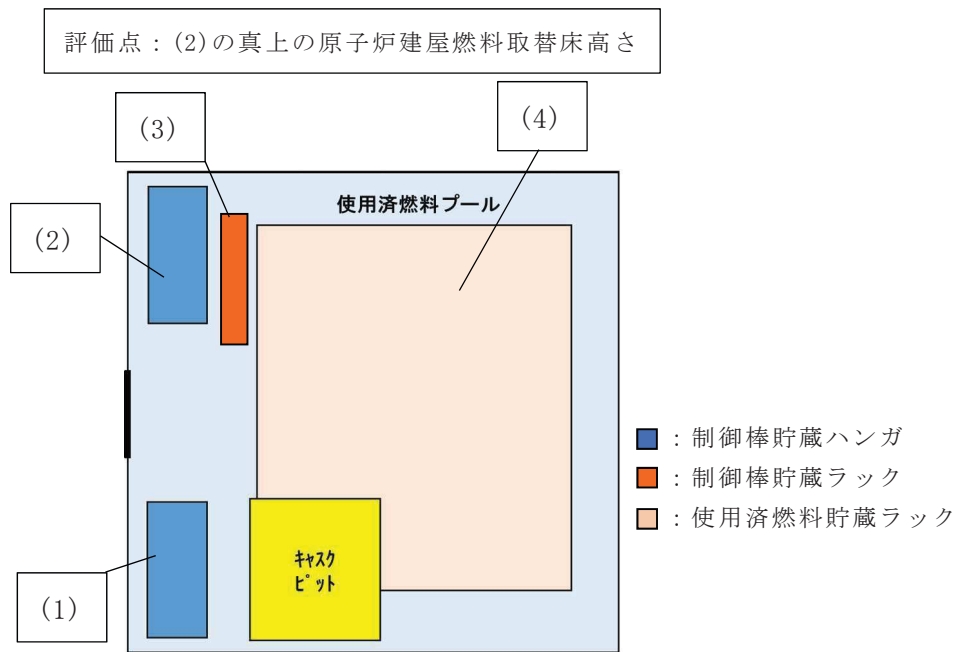 評価点：(2)の真上の原子炉建屋燃料取替床高さ
(3)
(4)
使用済燃料プール
(2)
：制御棒貯蔵ハンガ
：制御棒貯蔵ラック
：使用済燃料貯蔵ラック
キャスク
ピット
(1)